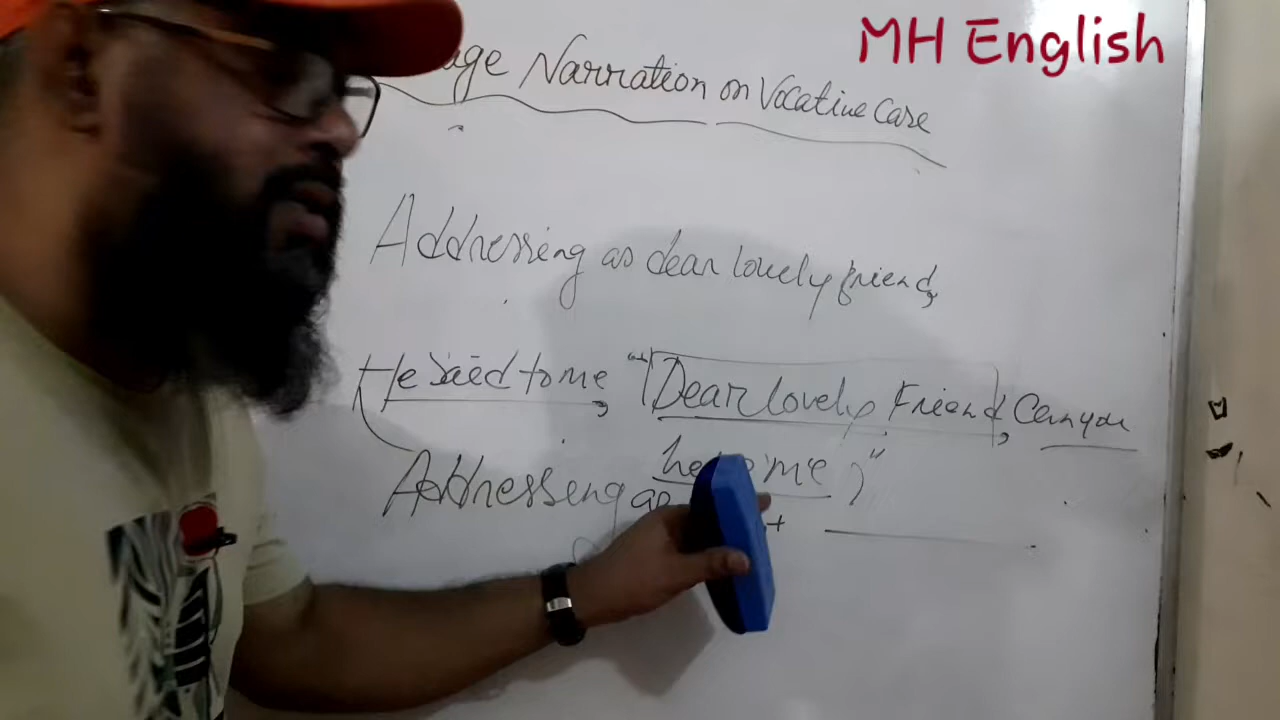 MH English
Narration on Vocative Case
Addressing as dear lovely friend,
He said to me, "Dear lovely Friend, Can you
me ?"
Addressing as
+